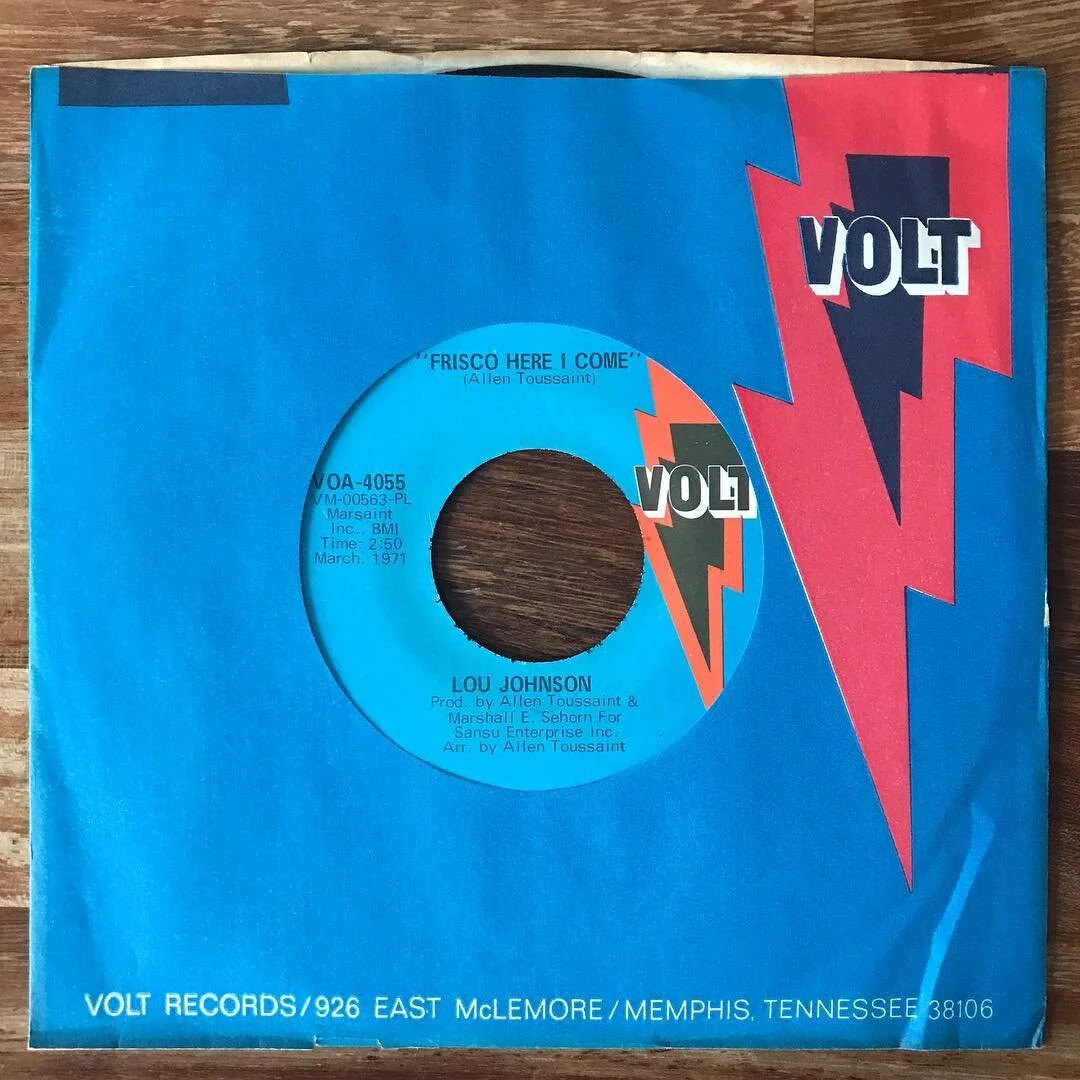 VOLT
"FRISCO HERE I COME"
(Allen Toussaint)
VOA-4055
VM-00563-PL
Marsaint
Inc., BMI
Time: 2:50
March, 1971
VOLT
LOU JOHNSON
Prod. by Allen Toussaint &
Marshall E. Sehorn For
Sansu Enterprise Inc.
Arr. by Allen Toussaint
VOLT RECORDS/926 EAST McLEMORE/MEMPHIS, TENNESSEE 38106